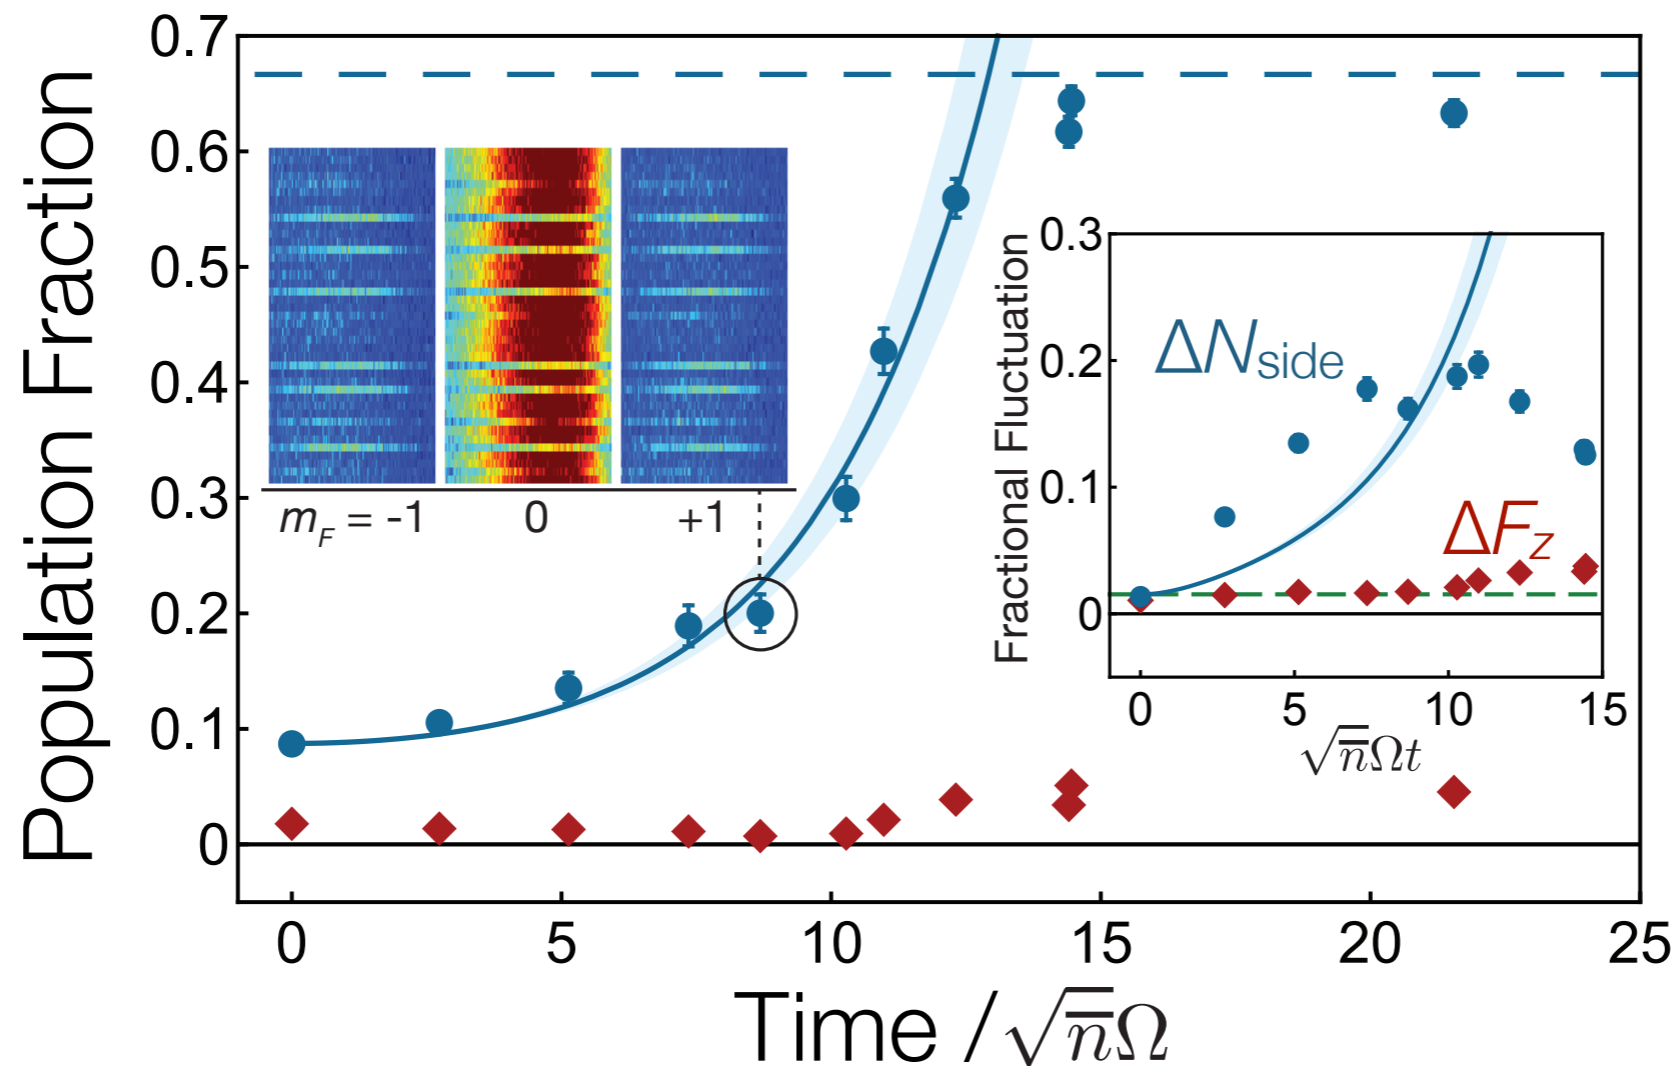 Population Fraction
0.7
0.6
0.5
0.4
0.3
0.2
0.1
0
0 5 10 15 20 25
Time /√n̅Ω
m_F = -1 0 +1
Fractional Fluctuation
0.3
0.2
0.1
0
ΔN_side
ΔF_z
0 5 10 15
√n̅Ωt